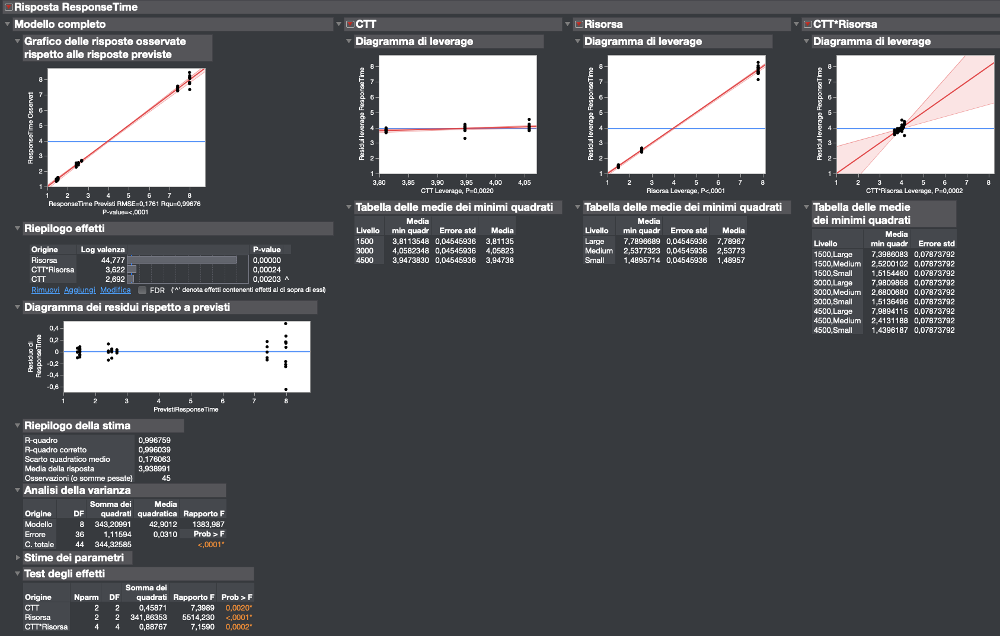 Risposta ResponseTime
Modello completo
Grafico delle risposte osservate
rispetto alle risposte previste
ResponseTime Osservati
8
7
6
5
4
3
2
1
1 2 3 4 5 6 7 8
ResponseTime Previsti RMSE=0,1761 Rqu=0,99676
P-value=<,0001
Riepilogo effetti
Origine Log valenza P-value
Risorsa 44,777 0,00000
CTT*Risorsa 3,622 0,00024
CTT 2,692 0,00203 ^
Rimuovi Aggiungi Modifica FDR ('^' denota effetti contenenti effetti al di sopra di essi)
Diagramma dei residui rispetto a previsti
Residuo di
ResponseTime
0,4
0,2
0
-0,2
-0,4
-0,6
1 2 3 4 5 6 7 8
PrevistiResponseTime
Riepilogo della stima
R-quadro 0,996759
R-quadro corretto 0,996039
Scarto quadratico medio 0,176063
Media della risposta 3,938991
Osservazioni (o somme pesate) 45
Analisi della varianza
Somma dei Media
Origine DF quadrati quadratica Rapporto F
Modello 8 343,20991 42,9012 1383,987
Errore 36 1,11594 0,0310 Prob > F
C. totale 44 344,32585 <,0001*
Stime dei parametri
Test degli effetti
Somma dei
Origine Nparm DF quadrati Rapporto F Prob > F
CTT 2 2 0,45871 7,3989 0,0020*
Risorsa 2 2 341,86353 5514,230 <,0001*
CTT*Risorsa 4 4 0,88767 7,1590 0,0002*
CTT
Diagramma di leverage
Residui leverage ResponseTime
8
7
6
5
4
3
2
1
3,80 3,85 3,90 3,95 4,00 4,05
CTT Leverage, P=0,0020
Tabella delle medie dei minimi quadrati
Media
Livello min quadr Errore std Media
1500 3,8113548 0,04545936 3,81135
3000 4,0582348 0,04545936 4,05823
4500 3,9473830 0,04545936 3,94738
Risorsa
Diagramma di leverage
Residui leverage ResponseTime
8
7
6
5
4
3
2
1
1 2 3 4 5 6 7 8
Risorsa Leverage, P<,0001
Tabella delle medie dei minimi quadrati
Media
Livello min quadr Errore std Media
Large 7,7896689 0,04545936 7,78967
Medium 2,5377323 0,04545936 2,53773
Small 1,4895714 0,04545936 1,48957
CTT*Risorsa
Diagramma di leverage
Residui leverage ResponseTime
8
7
6
5
4
3
2
1
1 2 3 4 5 6 7 8
CTT*Risorsa Leverage, P=0,0002
Tabella delle medie
dei minimi quadrati
Media
Livello min quadr Errore std
1500,Large 7,3986083 0,07873792
1500,Medium 2,5200102 0,07873792
1500,Small 1,5154460 0,07873792
3000,Large 7,9809868 0,07873792
3000,Medium 2,6800680 0,07873792
3000,Small 1,5136496 0,07873792
4500,Large 7,9894115 0,07873792
4500,Medium 2,4131188 0,07873792
4500,Small 1,4396187 0,07873792